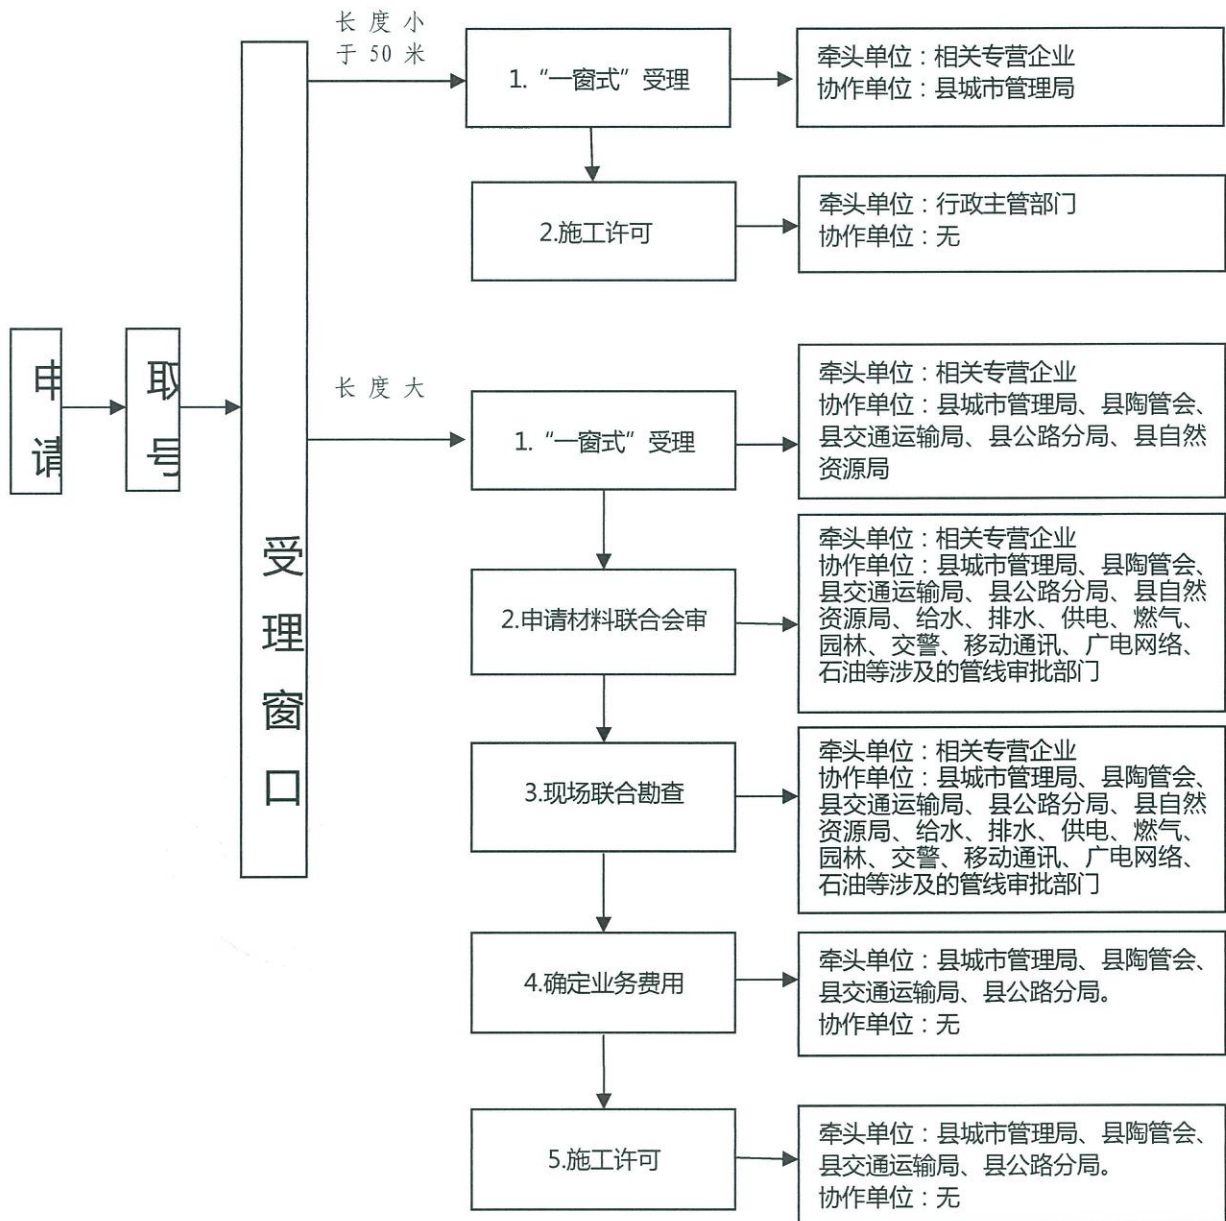 申
请
取
号
受
理
窗
口
长度小
于50米
1.“一窗式”受理
牵头单位：相关专营企业
协作单位：县城市管理局
2.施工许可
牵头单位：行政主管部门
协作单位：无
长度大
1.“一窗式”受理
牵头单位：相关专营企业
协作单位：县城市管理局、县陶管会、
县交通运输局、县公路分局、县自然
资源局
2.申请材料联合会审
牵头单位：相关专营企业
协作单位：县城市管理局、县陶管会、
县交通运输局、县公路分局、县自然
资源局、给水、排水、供电、燃气、
园林、交警、移动通讯、广电网络、
石油等涉及的管线审批部门
3.现场联合勘查
牵头单位：相关专营企业
协作单位：县城市管理局、县陶管会、
县交通运输局、县公路分局、县自然
资源局、给水、排水、供电、燃气、
园林、交警、移动通讯、广电网络、
石油等涉及的管线审批部门
4.确定业务费用
牵头单位：县城市管理局、县陶管会、
县交通运输局、县公路分局。
协作单位：无
5.施工许可
牵头单位：县城市管理局、县陶管会、
县交通运输局、县公路分局。
协作单位：无